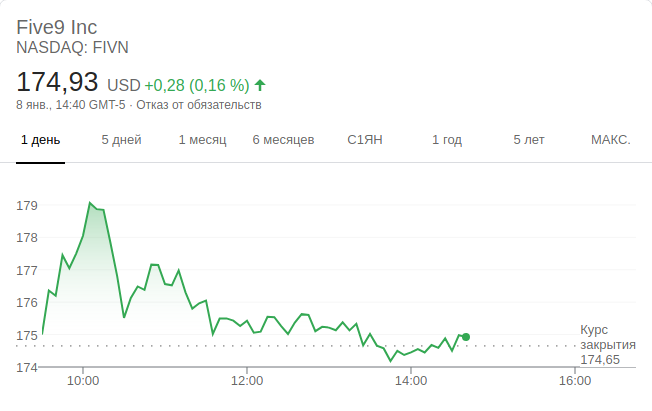 Five9 Inc
NASDAQ: FIVN
174,93 USD +0,28 (0,16 %)
8 янв., 14:40 GMT-5 · Отказ от обязательств
1 день 5 дней 1 месяц 6 месяцев С1ЯН 1 год 5 лет МАКС.
179
178
177
176
175
174
Курс
закрытия
174,65
10:00 12:00 14:00 16:00